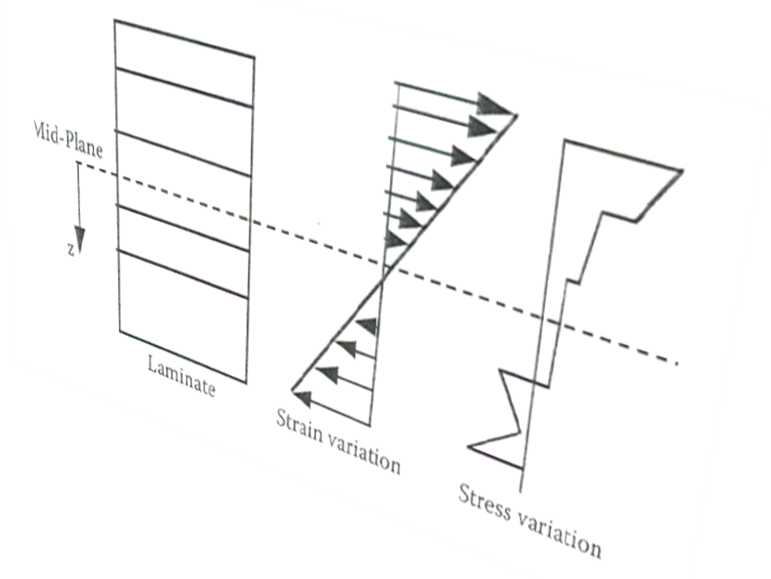 Mid-Plane
z
Laminate
Strain variation
Stress variation